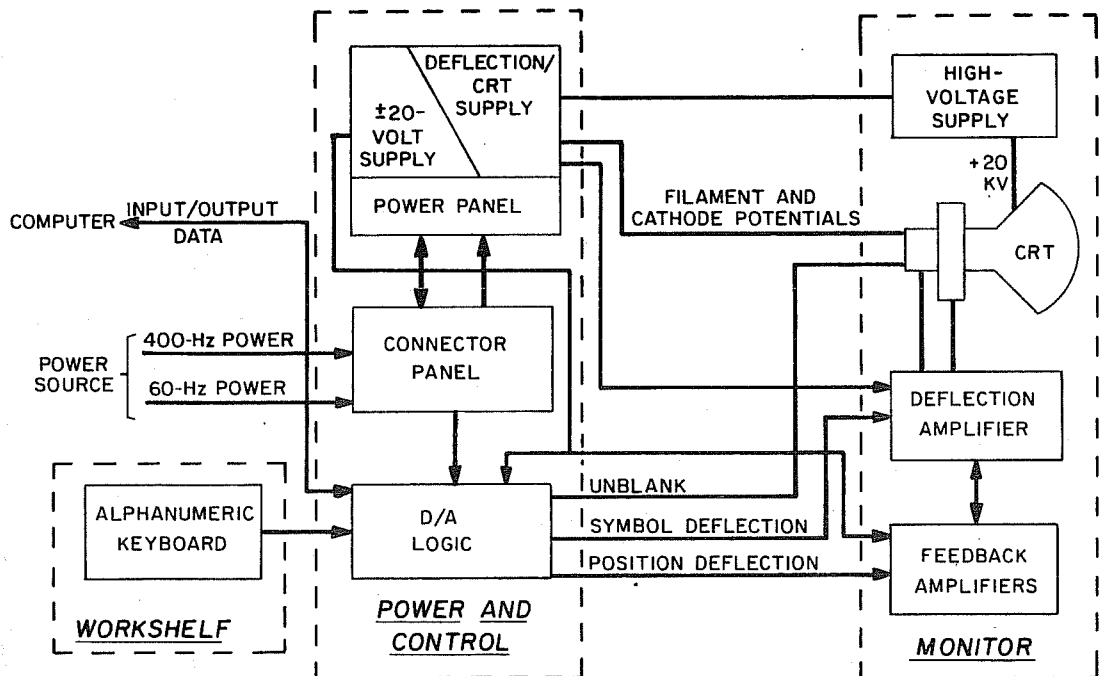 DEFLECTION/
CRT
SUPPLY
±20-
VOLT
SUPPLY
POWER PANEL
HIGH-
VOLTAGE
SUPPLY
+20
KV
FILAMENT AND
CATHODE POTENTIALS
CRT
COMPUTER
INPUT/OUTPUT
DATA
POWER
SOURCE
400-Hz POWER
60-Hz POWER
CONNECTOR
PANEL
DEFLECTION
AMPLIFIER
ALPHANUMERIC
KEYBOARD
D/A
LOGIC
UNBLANK
SYMBOL DEFLECTION
POSITION DEFLECTION
FEEDBACK
AMPLIFIERS
WORKSHELF
POWER AND
CONTROL
MONITOR